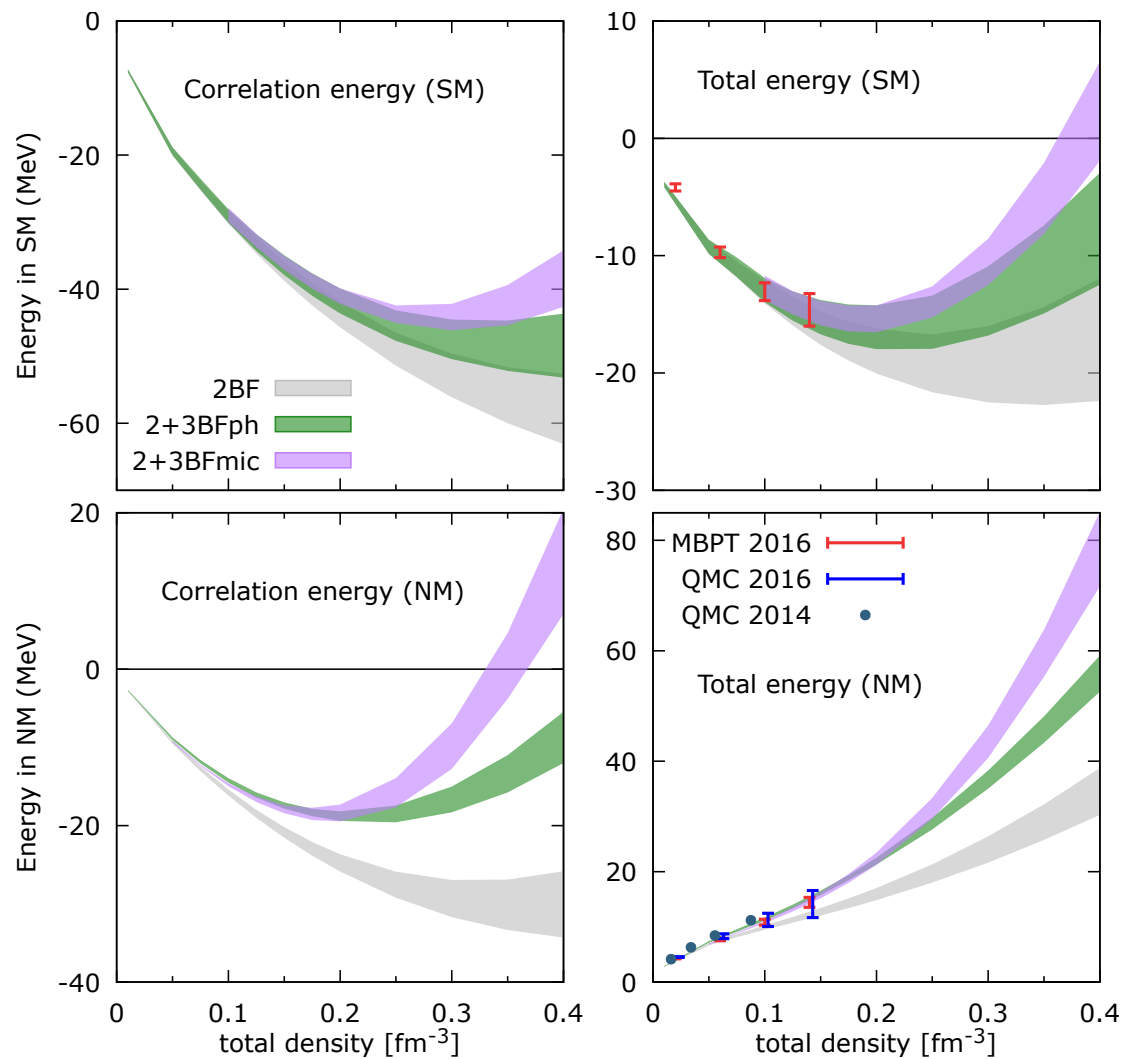 0
10
Correlation energy (SM)
Total energy (SM)
Energy in SM (MeV)
-20
0
-40
-10
2BF
2+3BFph
2+3BFmic
-60
-20
-30
20
Correlation energy (NM)
MBPT 2016
QMC 2016
QMC 2014
80
Energy in NM (MeV)
0
60
Total energy (NM)
-20
40
20
-40
0
0 0.1 0.2 0.3 0.4
0 0.1 0.2 0.3 0.4
total density [fm-3]
total density [fm-3]